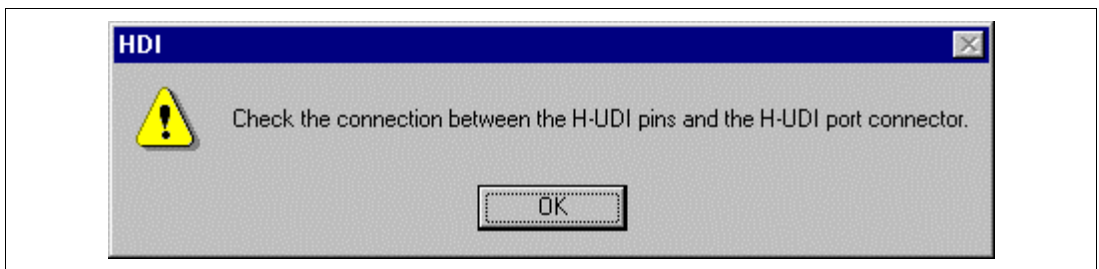 HDI
Check the connection between the H-UDI pins and the H-UDI port connector.
OK